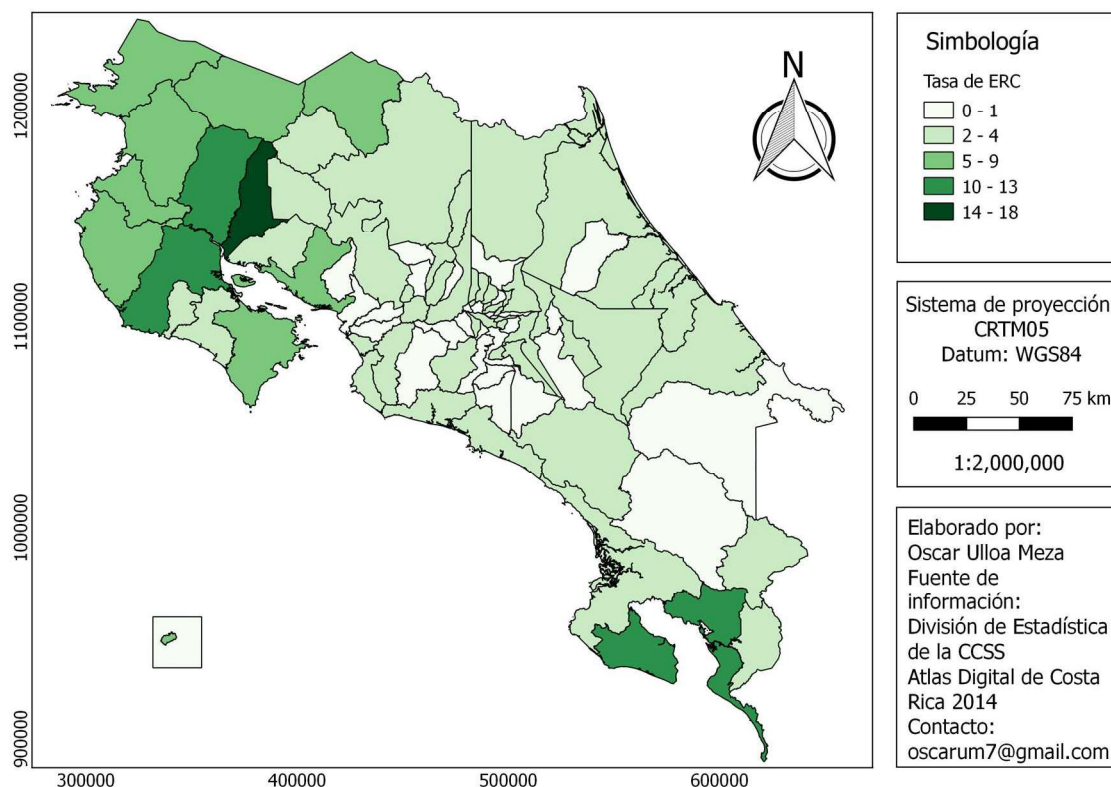 1200000
1100000
1000000
900000
300000
400000
500000
600000
N
Simbología
Tasa de ERC
0 - 1
2 - 4
5 - 9
10 - 13
14 - 18
Sistema de proyección
CRTM05
Datum: WGS84
0 25 50 75 km
1:2,000,000
Elaborado por:
Oscar Ulloa Meza
Fuente de
información:
División de Estadística
de la CCSS
Atlas Digital de Costa
Rica 2014
Contacto:
oscarum7@gmail.com